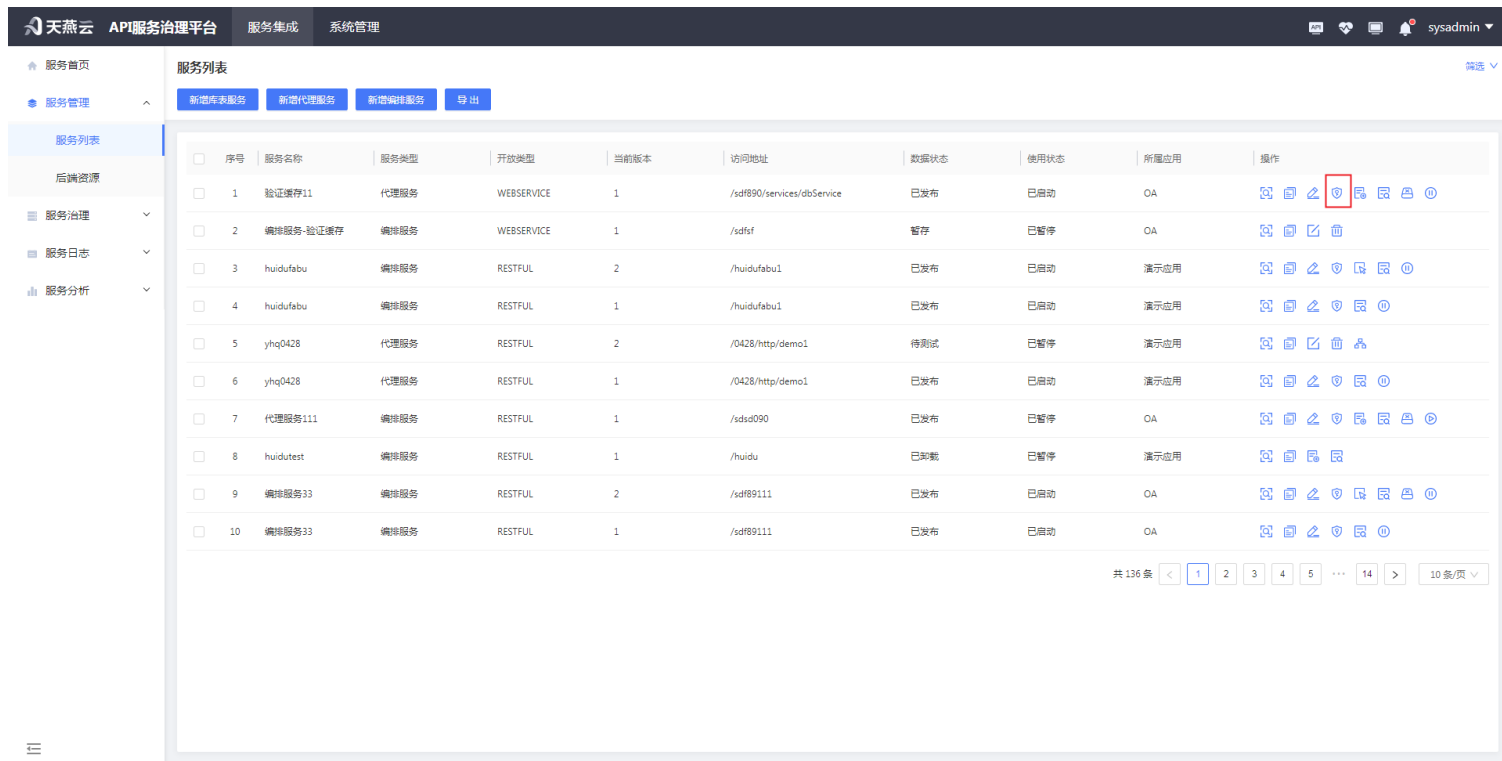 天燕云 API服务治理平台 服务集成 系统管理 API sysadmin
服务首页
服务管理
服务列表
后端资源
服务治理
服务日志
服务分析
服务列表 筛选
新增库表服务 新增代理服务 新增编排服务 导 出
序号 服务名称 服务类型 开放类型 当前版本 访问地址 数据状态 使用状态 所属应用 操作
1 验证缓存11 代理服务 WEBSERVICE 1 /sdf890/services/dbService 已发布 已启动 OA
2 编排服务-验证缓存 编排服务 WEBSERVICE 1 /sdfsf 暂存 已暂停 OA
3 huidufabu 编排服务 RESTFUL 2 /huidufabu1 已发布 已启动 演示应用
4 huidufabu 编排服务 RESTFUL 1 /huidufabu1 已发布 已启动 演示应用
5 yhq0428 代理服务 RESTFUL 2 /0428/http/demo1 待测试 已暂停 演示应用
6 yhq0428 代理服务 RESTFUL 1 /0428/http/demo1 已发布 已启动 演示应用
7 代理服务111 编排服务 RESTFUL 1 /sdsd090 已发布 已暂停 OA
8 huidutest 编排服务 RESTFUL 1 /huidu 已卸载 已暂停 演示应用
9 编排服务33 编排服务 RESTFUL 2 /sdf89111 已发布 已启动 OA
10 编排服务33 编排服务 RESTFUL 1 /sdf89111 已发布 已启动 OA
共 136 条 < 1 2 3 4 5 ••• 14 > 10 条/页